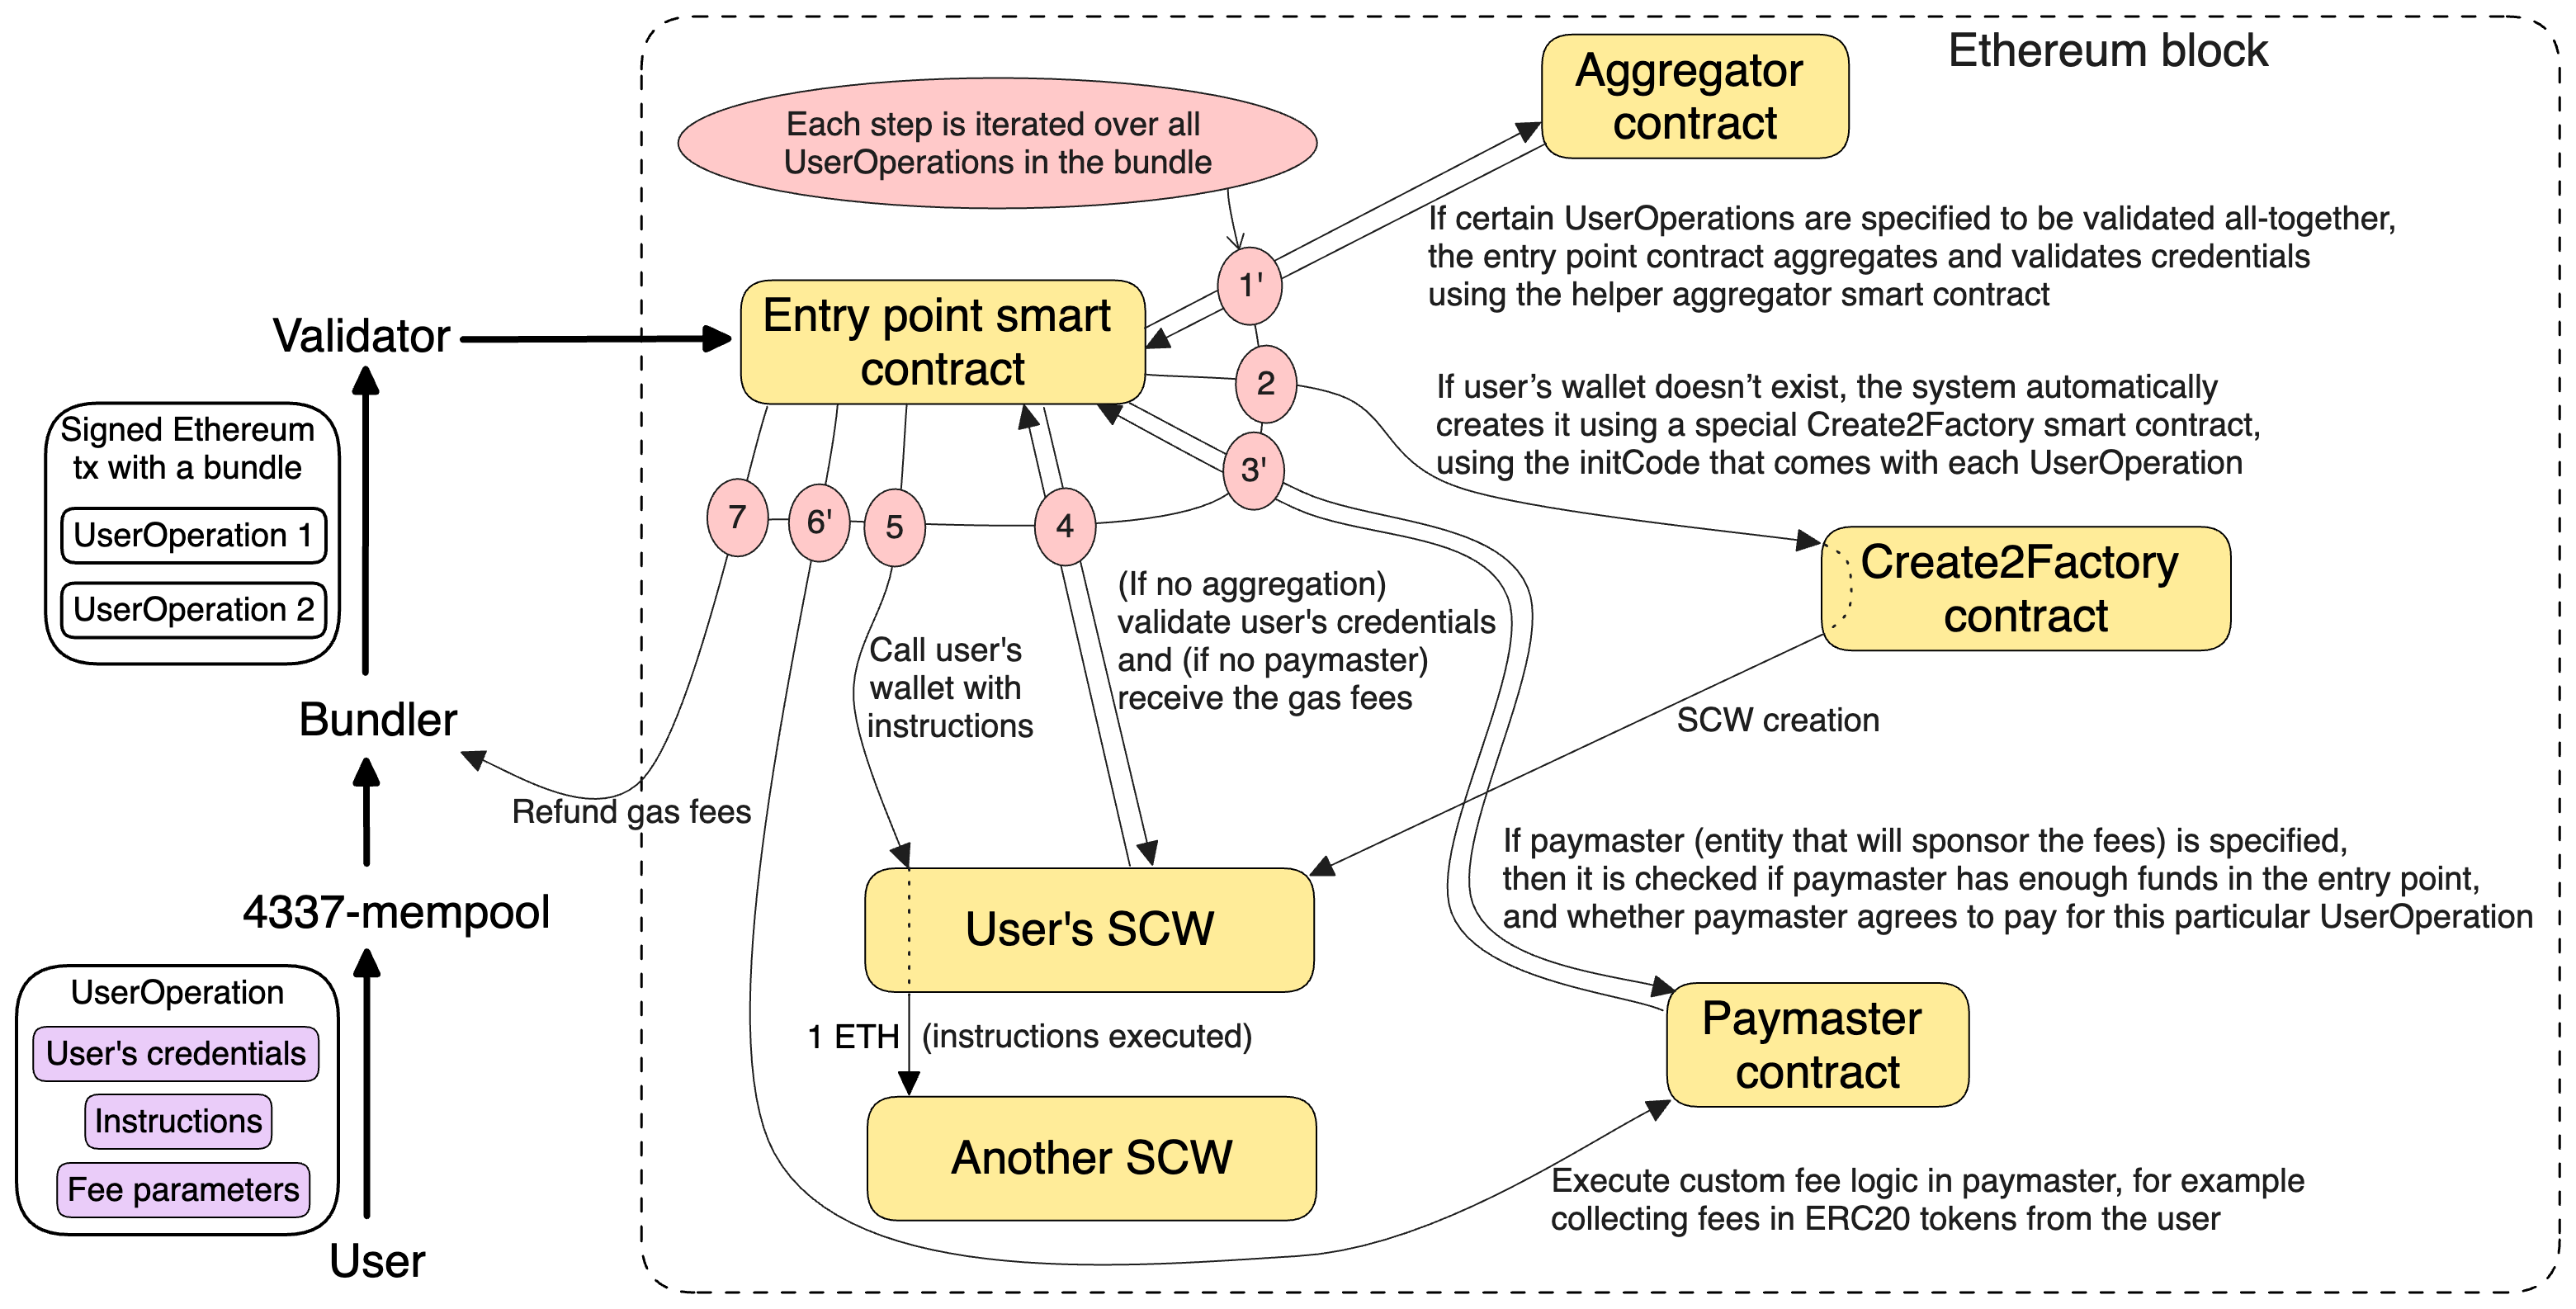 Ethereum block
Aggregator
contract
Each step is iterated over all
UserOperations in the bundle
If certain UserOperations are specified to be validated all-together,
the entry point contract aggregates and validates credentials
using the helper aggregator smart contract
1'
Entry point smart
contract
Validator
2
If user’s wallet doesn’t exist, the system automatically
creates it using a special Create2Factory smart contract,
using the initCode that comes with each UserOperation
3'
Signed Ethereum
tx with a bundle
UserOperation 1
UserOperation 2
7
6'
5
4
Create2Factory
contract
(If no aggregation)
validate user's credentials
and (if no paymaster)
receive the gas fees
Call user's
wallet with
instructions
Bundler
SCW creation
Refund gas fees
If paymaster (entity that will sponsor the fees) is specified,
then it is checked if paymaster has enough funds in the entry point,
and whether paymaster agrees to pay for this particular UserOperation
4337-mempool
User's SCW
UserOperation
User's credentials
Instructions
Fee parameters
User
1 ETH (instructions executed)
Paymaster
contract
Another SCW
Execute custom fee logic in paymaster, for example
collecting fees in ERC20 tokens from the user